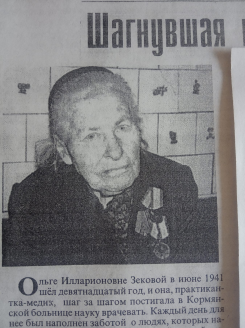 Шагнувшая
Ольге Илларионовне Зековой в июне 1941
шёл девятнадцатый год, и она, практикан-
тка-медик, шаг за шагом постигала в Кормян-
ской больнице науку врачевать. Каждый день для
нее был наполнен заботой о людях, которых на-